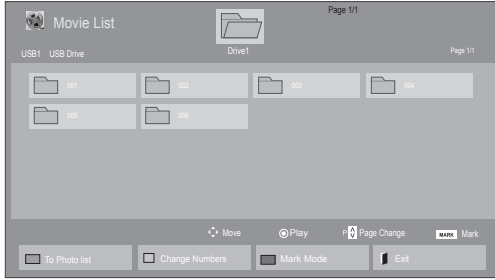 Page 1/1
Movie List
Drive1
USB1 USB Drive
Page 1/1
001 002 003 004
005 006
Move Play P Page Change MARK Mark
To Photo list Change Numbers Mark Mode Exit